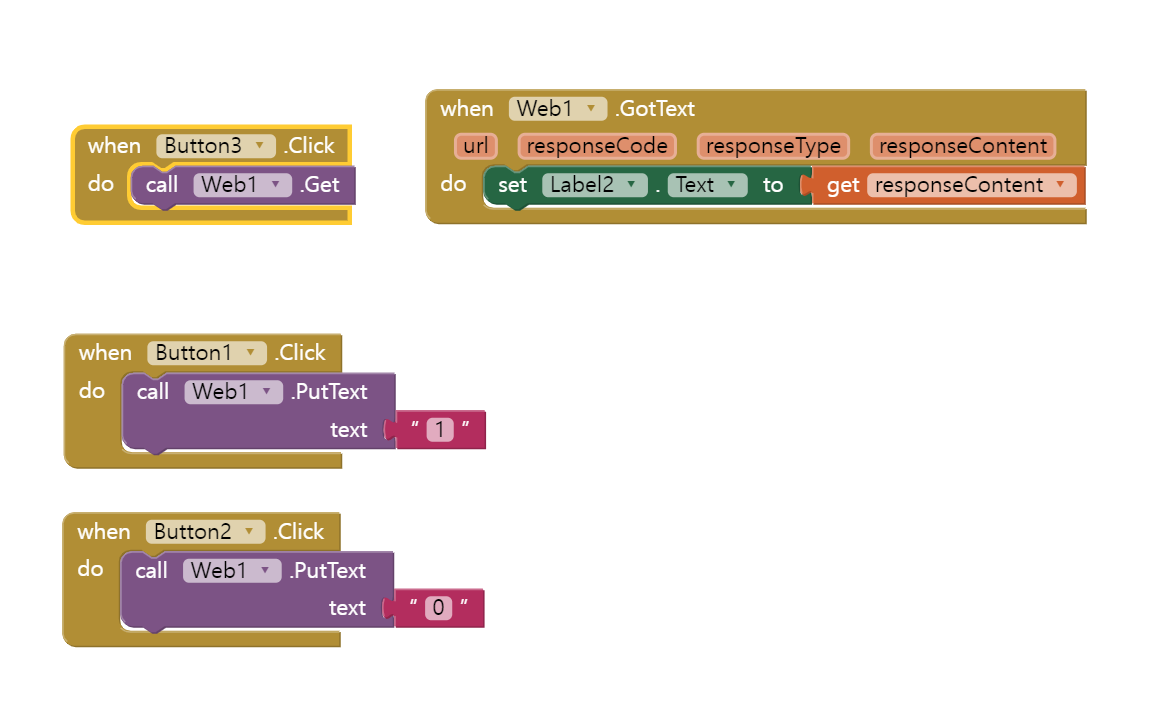 when Button3 .Click
do call Web1 .Get
when Web1 .GotText
url responseCode responseType responseContent
do set Label2 . Text to get responseContent
when Button1 .Click
do call Web1 .PutText
text “ 1 ”
when Button2 .Click
do call Web1 .PutText
text “ 0 ”